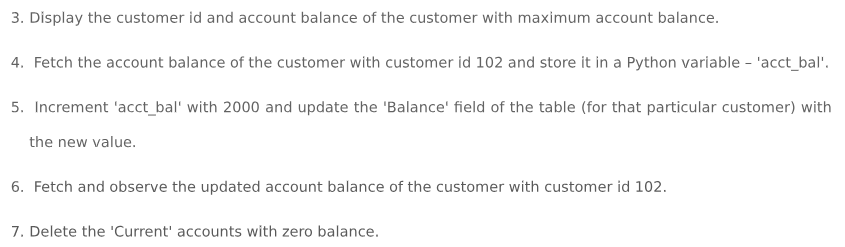 3. Display the customer id and account balance of the customer with maximum account balance.
4. Fetch the account balance of the customer with customer id 102 and store it in a Python variable – 'acct_bal'.
5. Increment 'acct_bal' with 2000 and update the 'Balance' field of the table (for that particular customer) with
the new value.
6. Fetch and observe the updated account balance of the customer with customer id 102.
7. Delete the 'Current' accounts with zero balance.